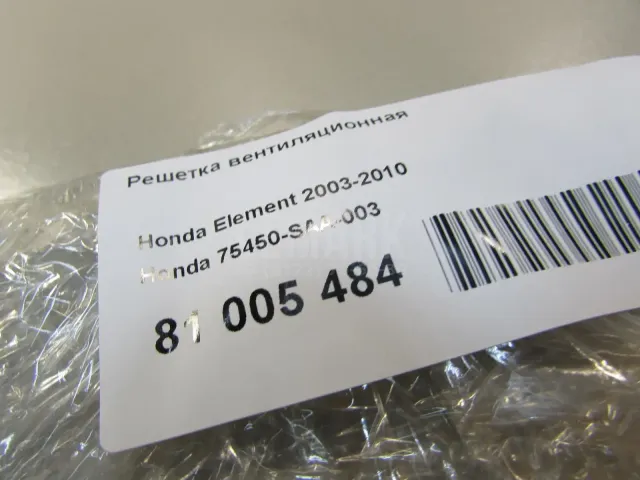 Решетка вентиляционная
Honda Element 2003-2010
Honda 75450-SAA-003
81 005 484